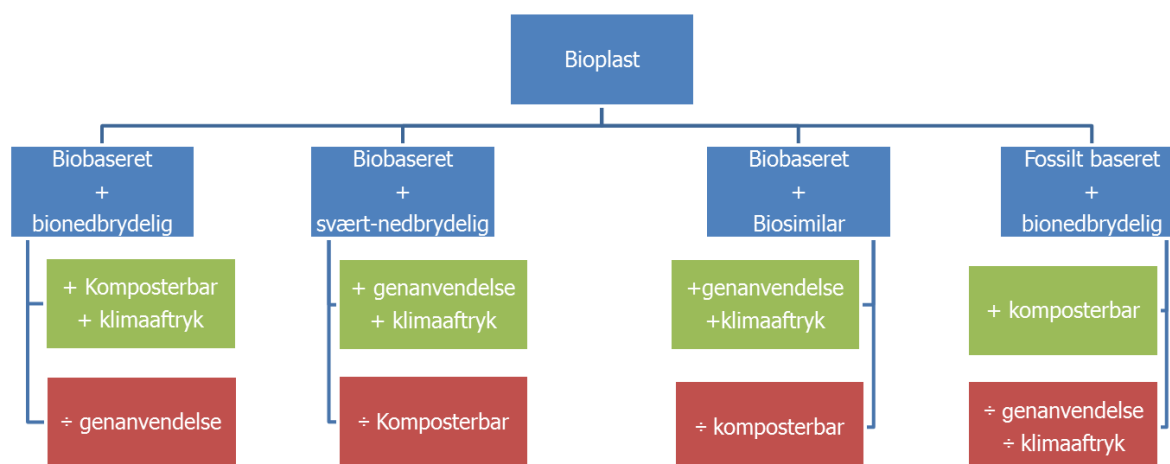 Bioplast
Biobaseret
+
bionedbrydelig
Biobaseret
+
svært-nedbrydelig
Biobaseret
+
Biosimilar
Fossilt baseret
+
bionedbrydelig
+ Komposterbar
+ klimaaftryk
+ genanvendelse
+ klimaaftryk
+genanvendelse
+klimaaftryk
+ komposterbar
÷ genanvendelse
÷ Komposterbar
÷ komposterbar
÷ genanvendelse
÷ klimaaftryk